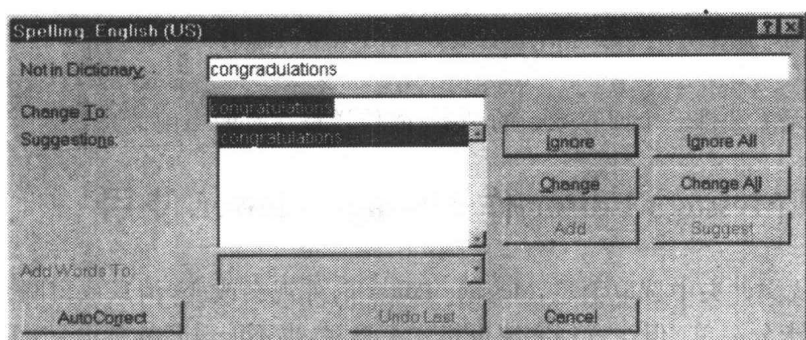 Spelling: English (US)
Not in Dictionary: congradulations
Change To: congratulations
Suggestions: congratulations
Ignore Ignore All
Change Change All
Add Suggest
Add Words To:
AutoCorrect Undo Last Cancel